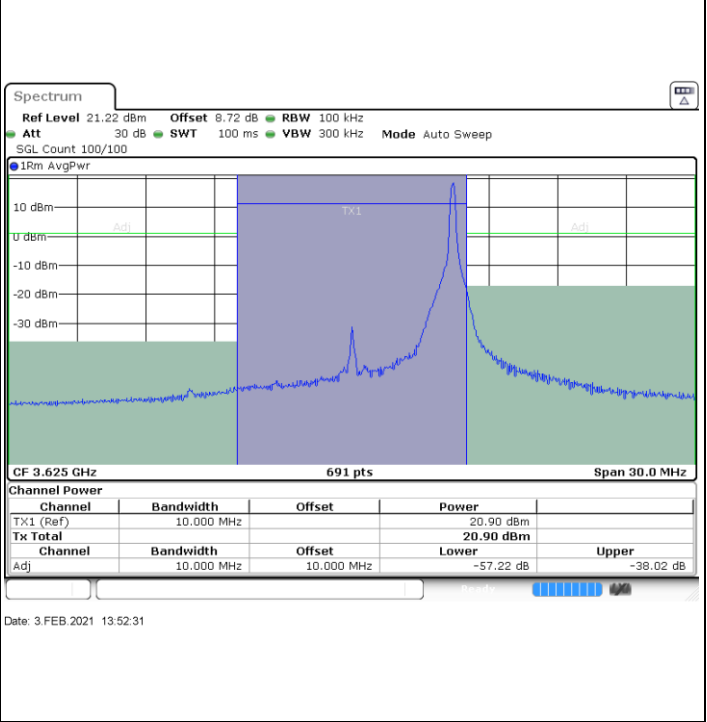 Spectrum
Ref Level 21.22 dBm Offset 8.72 dB RBW 100 kHz
Att 30 dB SWT 100 ms VBW 300 kHz Mode Auto Sweep
SGL Count 100/100
1Rm AvgPwr
10 dBm
TX1
Adj
Adj
0 dBm
-10 dBm
-20 dBm
-30 dBm
CF 3.625 GHz 691 pts Span 30.0 MHz
Channel Power
Channel Bandwidth Offset Power
TX1 (Ref) 10.000 MHz 20.90 dBm
Tx Total 20.90 dBm
Channel Bandwidth Offset Lower Upper
Adj 10.000 MHz 10.000 MHz -57.22 dB -38.02 dB
Ready
Date: 3.FEB.2021 13:52:31